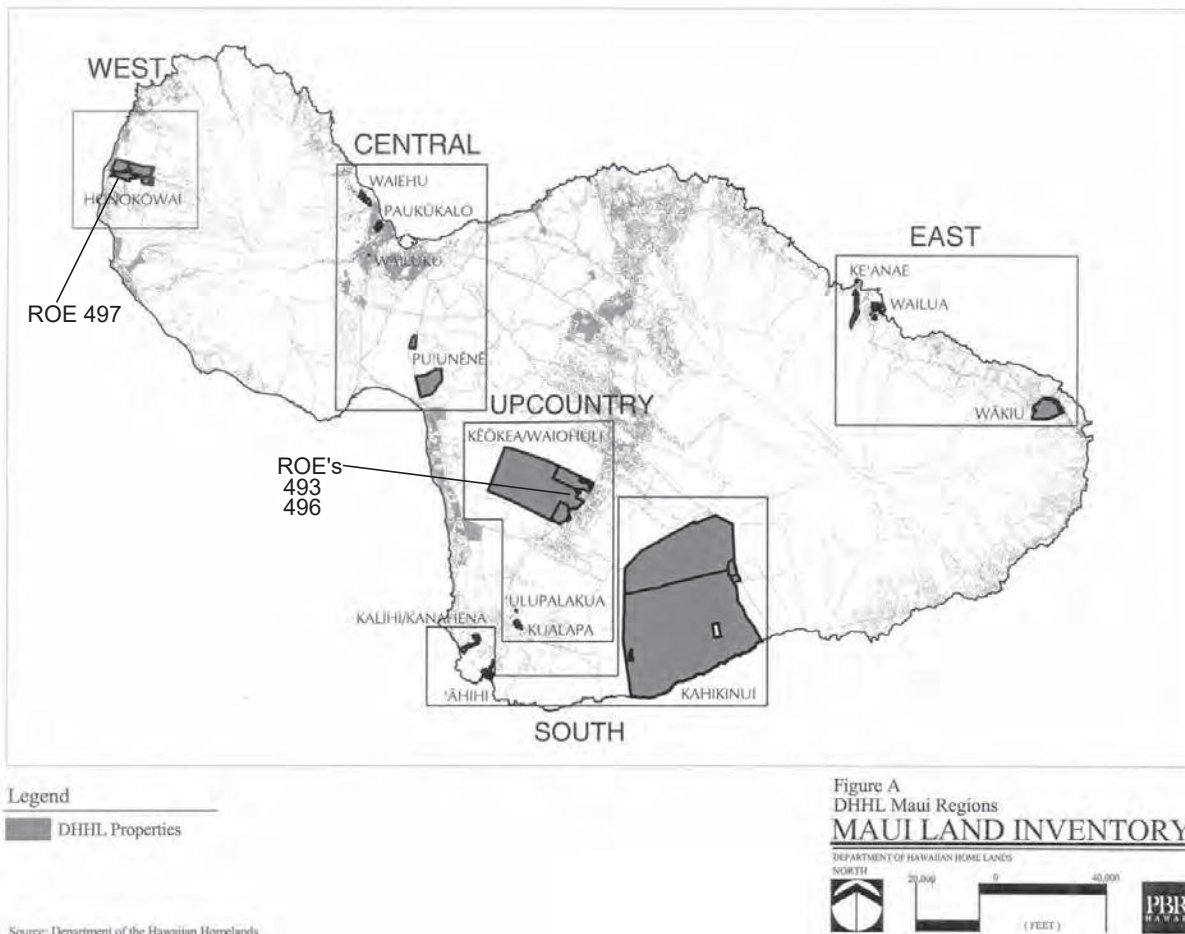 WEST
HONOKŌWAI
ROE 497
CENTRAL
WAIEHU
PAUKŪKALO
WAILUKU
PU'UNĒNĒ
EAST
KE'ANAE
WAILUA
WĀKIU
UPCOUNTRY
KĒŌKEA/WAIOHULI
ROE's
493
496
'ULUPALAKUA
KUALAPA
KALIHI/KANAHENA
'ĀHIHI
KAHIKINUI
SOUTH
Legend
DHHL Properties
Source: Department of the Hawaiian Homelands
Figure A
DHHL Maui Regions
MAUI LAND INVENTORY
DEPARTMENT OF HAWAIIAN HOME LANDS
NORTH
20,000 0 40,000
( FEET )
PBR
HAWAII